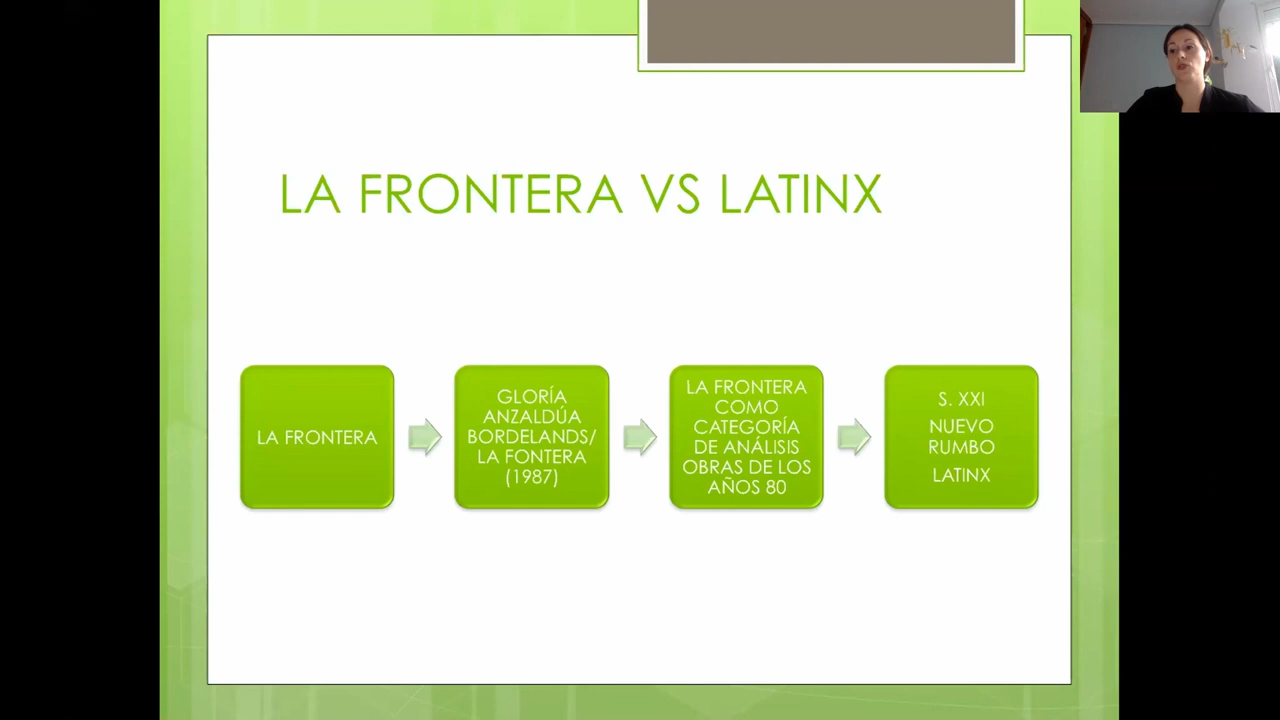 LA FRONTERA VS LATINX
LA FRONTERA
GLORÍA
ANZALDÚA
BORDELANDS/
LA FONTERA
(1987)
LA FRONTERA
COMO
CATEGORÍA
DE ANÁLISIS
OBRAS DE LOS
AÑOS 80
S. XXI
NUEVO
RUMBO
LATINX